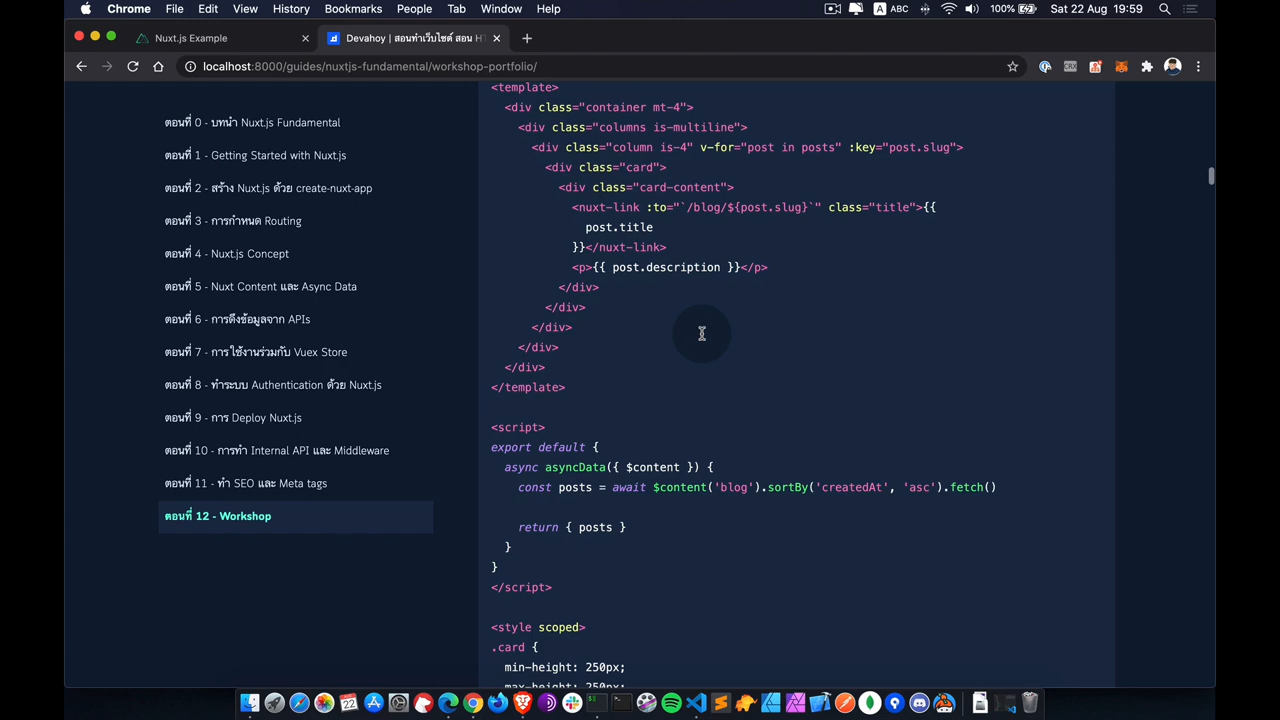 Chrome File Edit View History Bookmarks People Tab Window Help A ABC 100% Sat 22 Aug 19:59
Nuxt.js Example
Devahoy | สอนทำเว็บไซต์ สอน HT
localhost:8000/guides/nuxtjs-fundamental/workshop-portfolio/
CRX
ตอนที่ 0 - บทนำ Nuxt.js Fundamental
ตอนที่ 1 - Getting Started with Nuxt.js
ตอนที่ 2 - สร้าง Nuxt.js ด้วย create-nuxt-app
ตอนที่ 3 - การกำหนด Routing
ตอนที่ 4 - Nuxt.js Concept
ตอนที่ 5 - Nuxt Content และ Async Data
ตอนที่ 6 - การดึงข้อมูลจาก APIs
ตอนที่ 7 - การใช้งานร่วมกับ Vuex Store
ตอนที่ 8 - ทำระบบ Authentication ด้วย Nuxt.js
ตอนที่ 9 - การ Deploy Nuxt.js
ตอนที่ 10 - การทำ Internal API และ Middleware
ตอนที่ 11 - ทำ SEO และ Meta tags
ตอนที่ 12 - Workshop
<template>
<div class="container mt-4">
<div class="columns is-multiline">
<div class="column is-4" v-for="post in posts" :key="post.slug">
<div class="card">
<div class="card-content">
<nuxt-link :to="`/blog/${post.slug}`" class="title">{{
post.title
}}</nuxt-link>
<p>{{ post.description }}</p>
</div>
</div>
</div>
</div>
</div>
</template>
<script>
export default {
async asyncData({ $content }) {
const posts = await $content('blog').sortBy('createdAt', 'asc').fetch()
return { posts }
}
}
</script>
<style scoped>
.card {
min-height: 250px;
max-height: 250px;
22